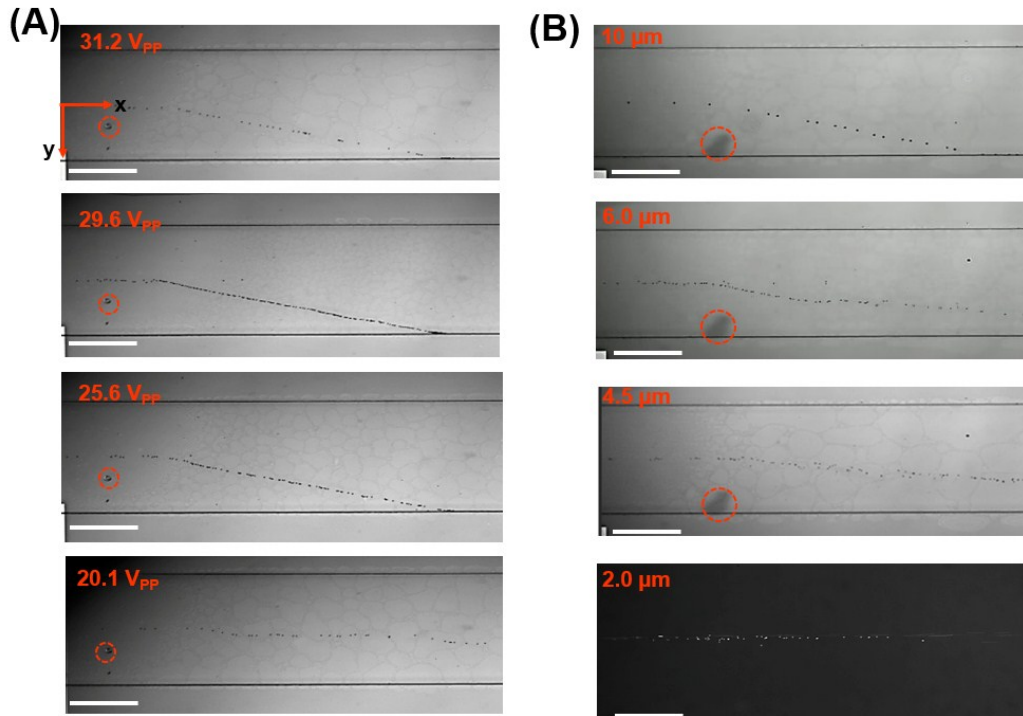 (A)
31.2 VPP
x
y
29.6 VPP
25.6 VPP
20.1 VPP
(B)
10 µm
6.0 µm
4.5 µm
2.0 µm